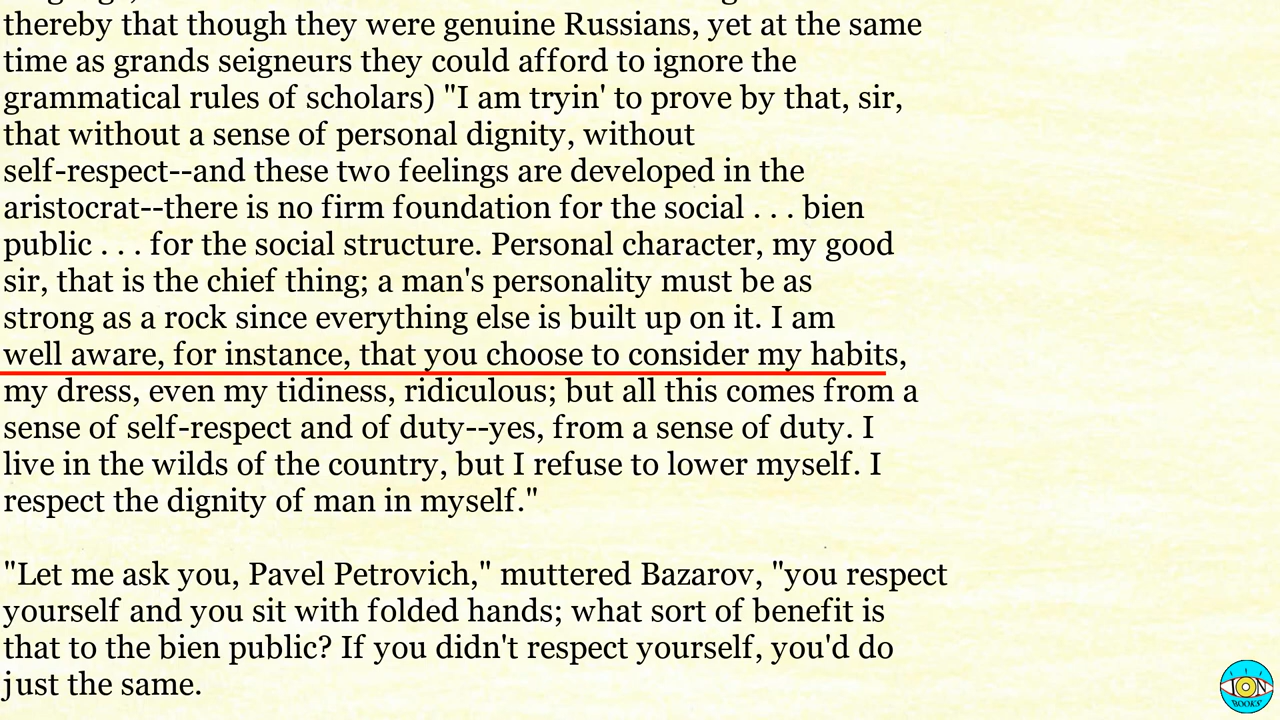 thereby that though they were genuine Russians, yet at the same
time as grands seigneurs they could afford to ignore the
grammatical rules of scholars) "I am tryin' to prove by that, sir,
that without a sense of personal dignity, without
self-respect--and these two feelings are developed in the
aristocrat--there is no firm foundation for the social . . . bien
public . . . for the social structure. Personal character, my good
sir, that is the chief thing; a man's personality must be as
strong as a rock since everything else is built up on it. I am
well aware, for instance, that you choose to consider my habits,
my dress, even my tidiness, ridiculous; but all this comes from a
sense of self-respect and of duty--yes, from a sense of duty. I
live in the wilds of the country, but I refuse to lower myself. I
respect the dignity of man in myself."
"Let me ask you, Pavel Petrovich," muttered Bazarov, "you respect
yourself and you sit with folded hands; what sort of benefit is
that to the bien public? If you didn't respect yourself, you'd do
just the same.
ION
BOOKS